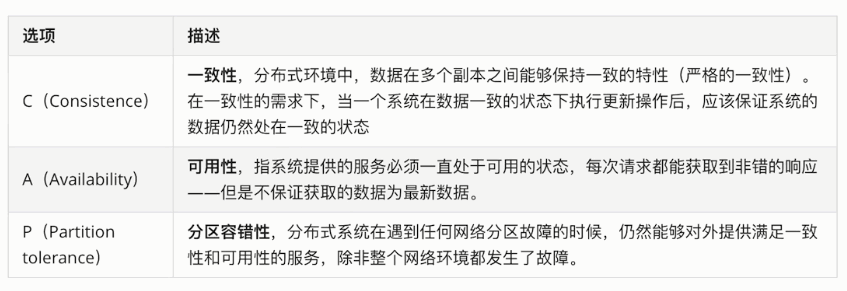 选项 描述
C（Consistence） 一致性，分布式环境中，数据在多个副本之间能够保持一致的特性（严格的一致性）。
在一致性的需求下，当一个系统在数据一致的状态下执行更新操作后，应该保证系统的
数据仍然处在一致的状态
A（Availability） 可用性，指系统提供的服务必须一直处于可用的状态，每次请求都能获取到非错的响应
——但是不保证获取的数据为最新数据。
P（Partition
tolerance） 分区容错性，分布式系统在遇到任何网络分区故障的时候，仍然能够对外提供满足一致
性和可用性的服务，除非整个网络环境都发生了故障。